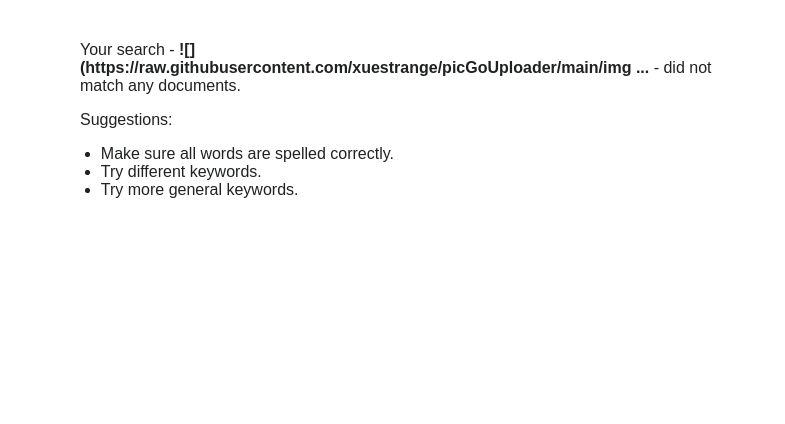 Your search - ![]
(https://raw.githubusercontent.com/xuestrange/picGoUploader/main/img ... - did not
match any documents.
Suggestions:
Make sure all words are spelled correctly.
Try different keywords.
Try more general keywords.